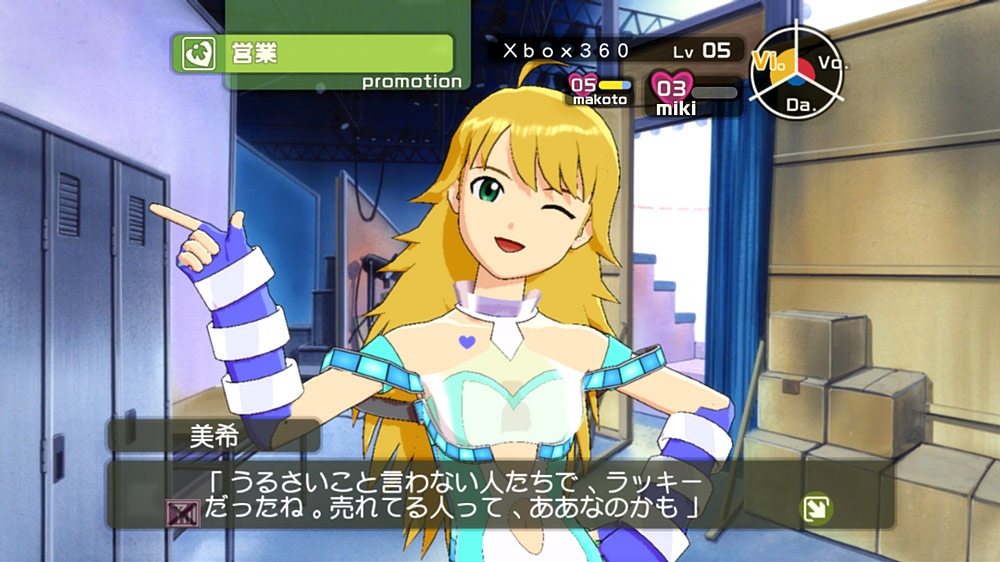 営業
promotion
Ｘｂｏｘ３６０ Lv 05
05
makoto
03
miki
Vi. Vo.
Da.
美希
「うるさいこと言わない人たちで、ラッキー
だったね。売れてる人って、ああなのかも」